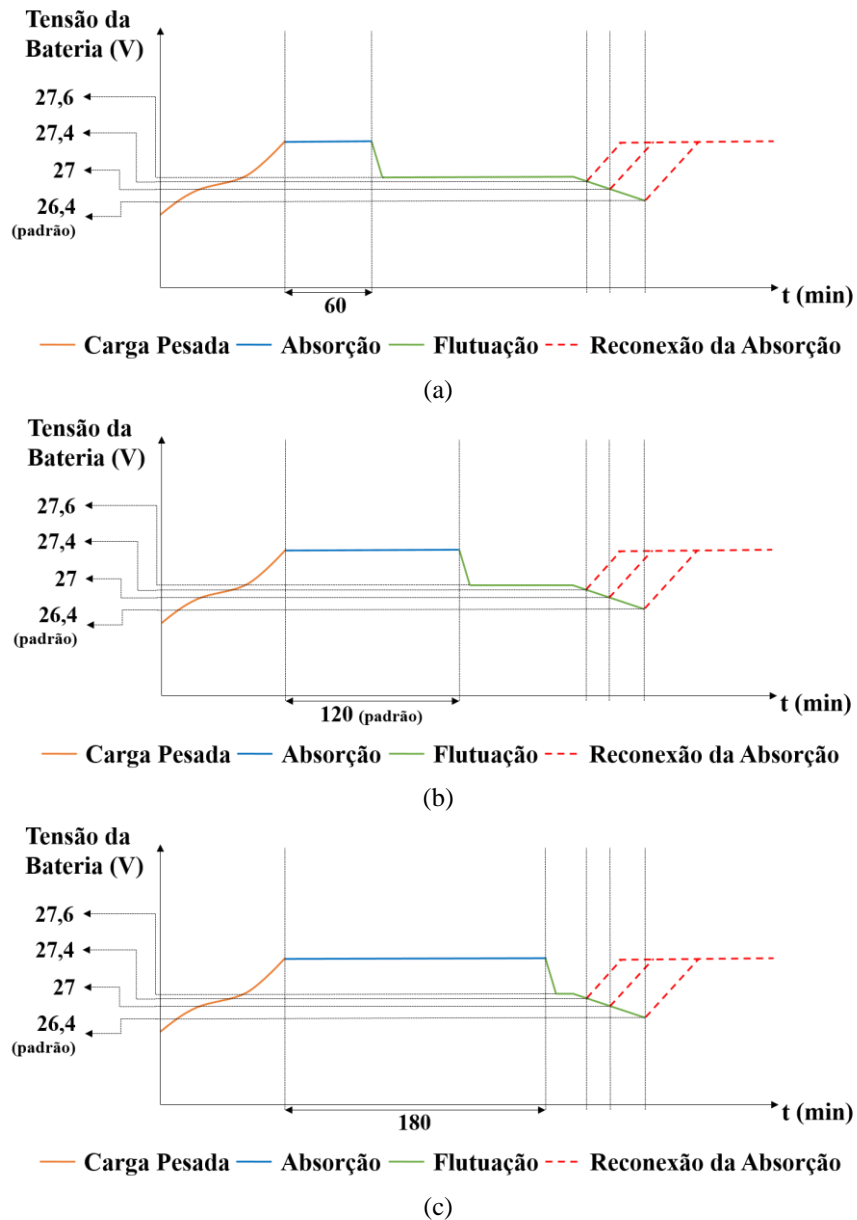 Tensão da
Bateria (V)
27,6
27,4
27
26,4
(padrão)
60
t (min)
Carga Pesada Absorção Flutuação Reconexão da Absorção
(a)
Tensão da
Bateria (V)
27,6
27,4
27
26,4
(padrão)
120 (padrão)
t (min)
Carga Pesada Absorção Flutuação Reconexão da Absorção
(b)
Tensão da
Bateria (V)
27,6
27,4
27
26,4
(padrão)
180
t (min)
Carga Pesada Absorção Flutuação Reconexão da Absorção
(c)